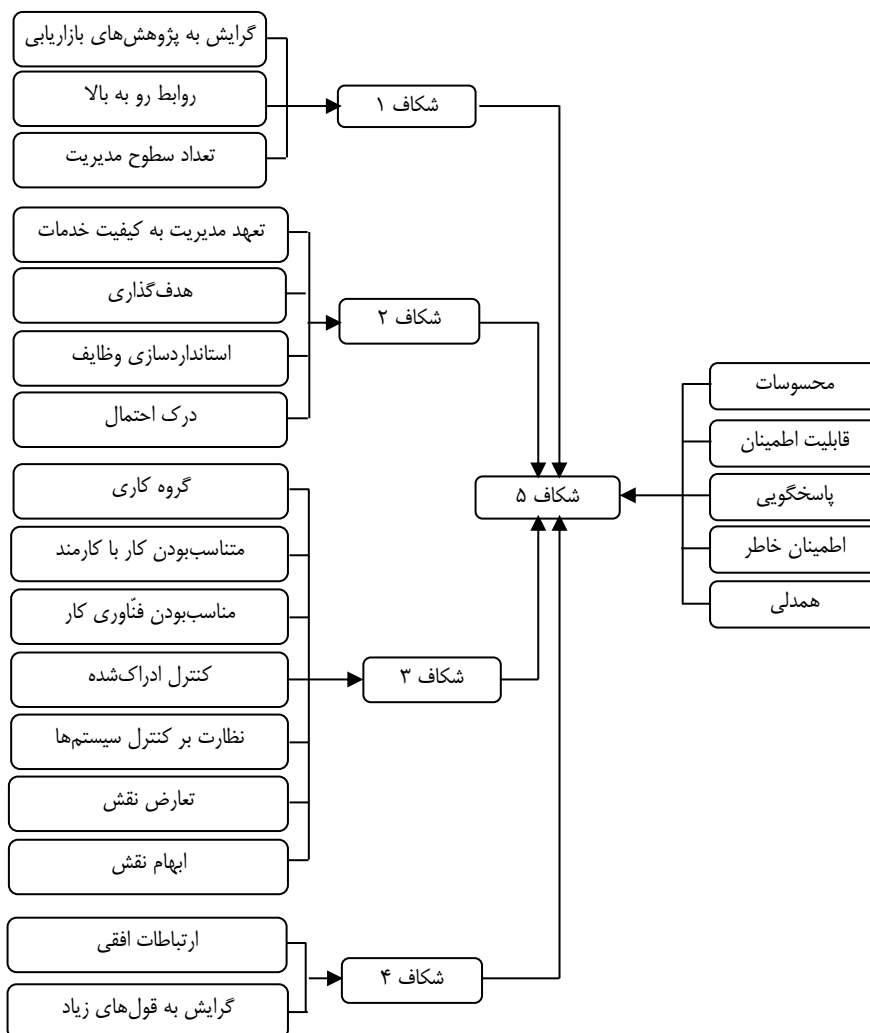 گرایش به پژوهش‌های بازاریابی
روابط رو به بالا
تعداد سطوح مدیریت
شکاف ۱
تعهد مدیریت به کیفیت خدمات
هدف‌گذاری
استانداردسازی وظایف
درک احتمال
شکاف ۲
محسوسات
قابلیت اطمینان
پاسخگویی
اطمینان خاطر
همدلی
شکاف ۵
گروه کاری
متناسب‌بودن کار با کارمند
مناسب‌بودن فنّاوری کار
کنترل ادراک‌شده
نظارت بر کنترل سیستم‌ها
تعارض نقش
ابهام نقش
شکاف ۳
ارتباطات افقی
گرایش به قول‌های زیاد
شکاف ۴